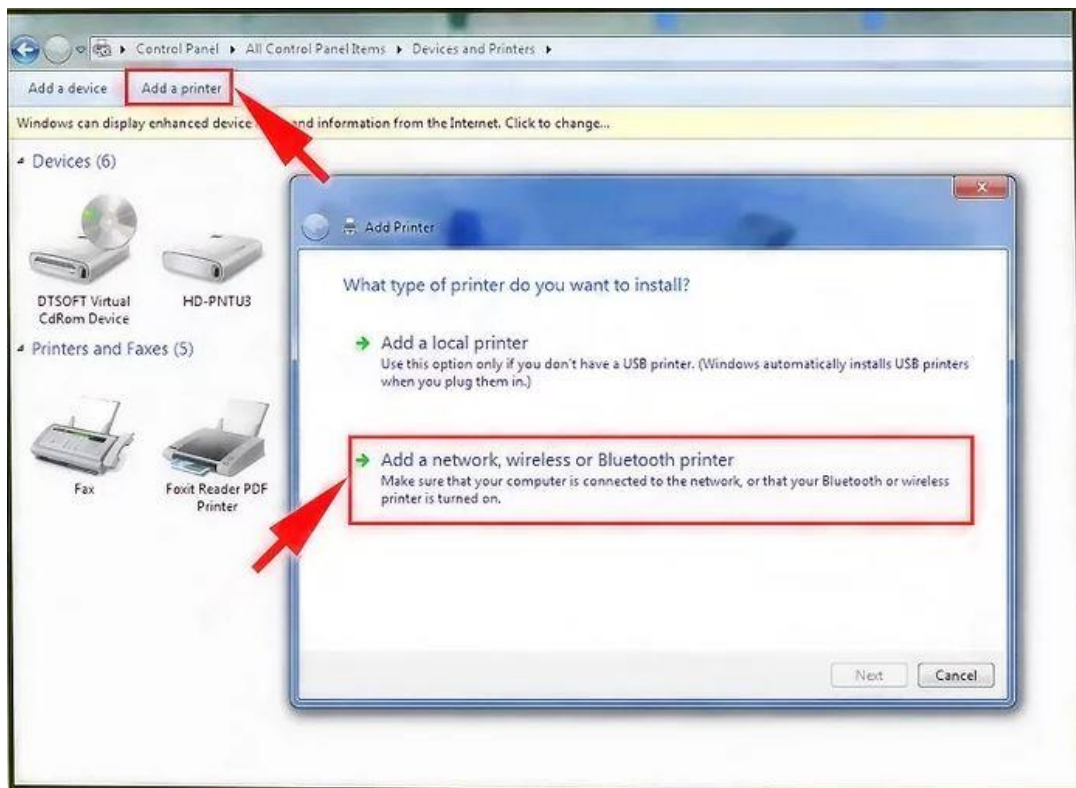 Control Panel ▸ All Control Panel Items ▸ Devices and Printers ▸
Add a device Add a printer
Windows can display enhanced device and information from the Internet. Click to change...
Devices (6)
DTSOFT Virtual
CdRom Device
HD-PNTU3
Printers and Faxes (5)
Fax
Foxit Reader PDF
Printer
Add Printer
What type of printer do you want to install?
Add a local printer
Use this option only if you don't have a USB printer. (Windows automatically installs USB printers
when you plug them in.)
Add a network, wireless or Bluetooth printer
Make sure that your computer is connected to the network, or that your Bluetooth or wireless
printer is turned on.
Next Cancel